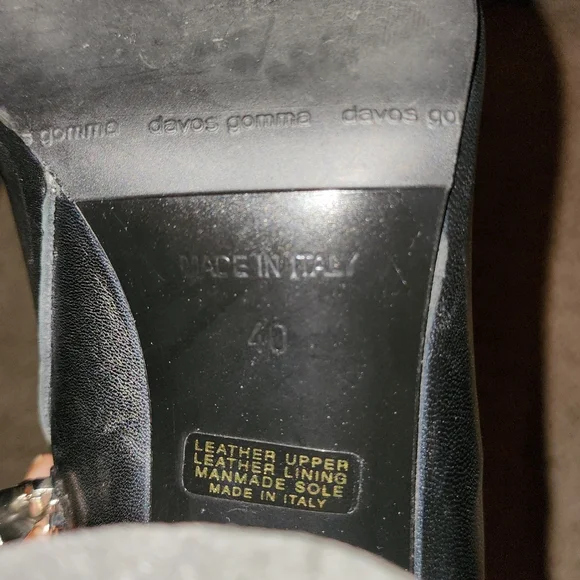 s gomma davos gomma davos go
MADE IN ITALY
40
LEATHER UPPER
LEATHER LINING
MANMADE SOLE
MADE IN ITALY